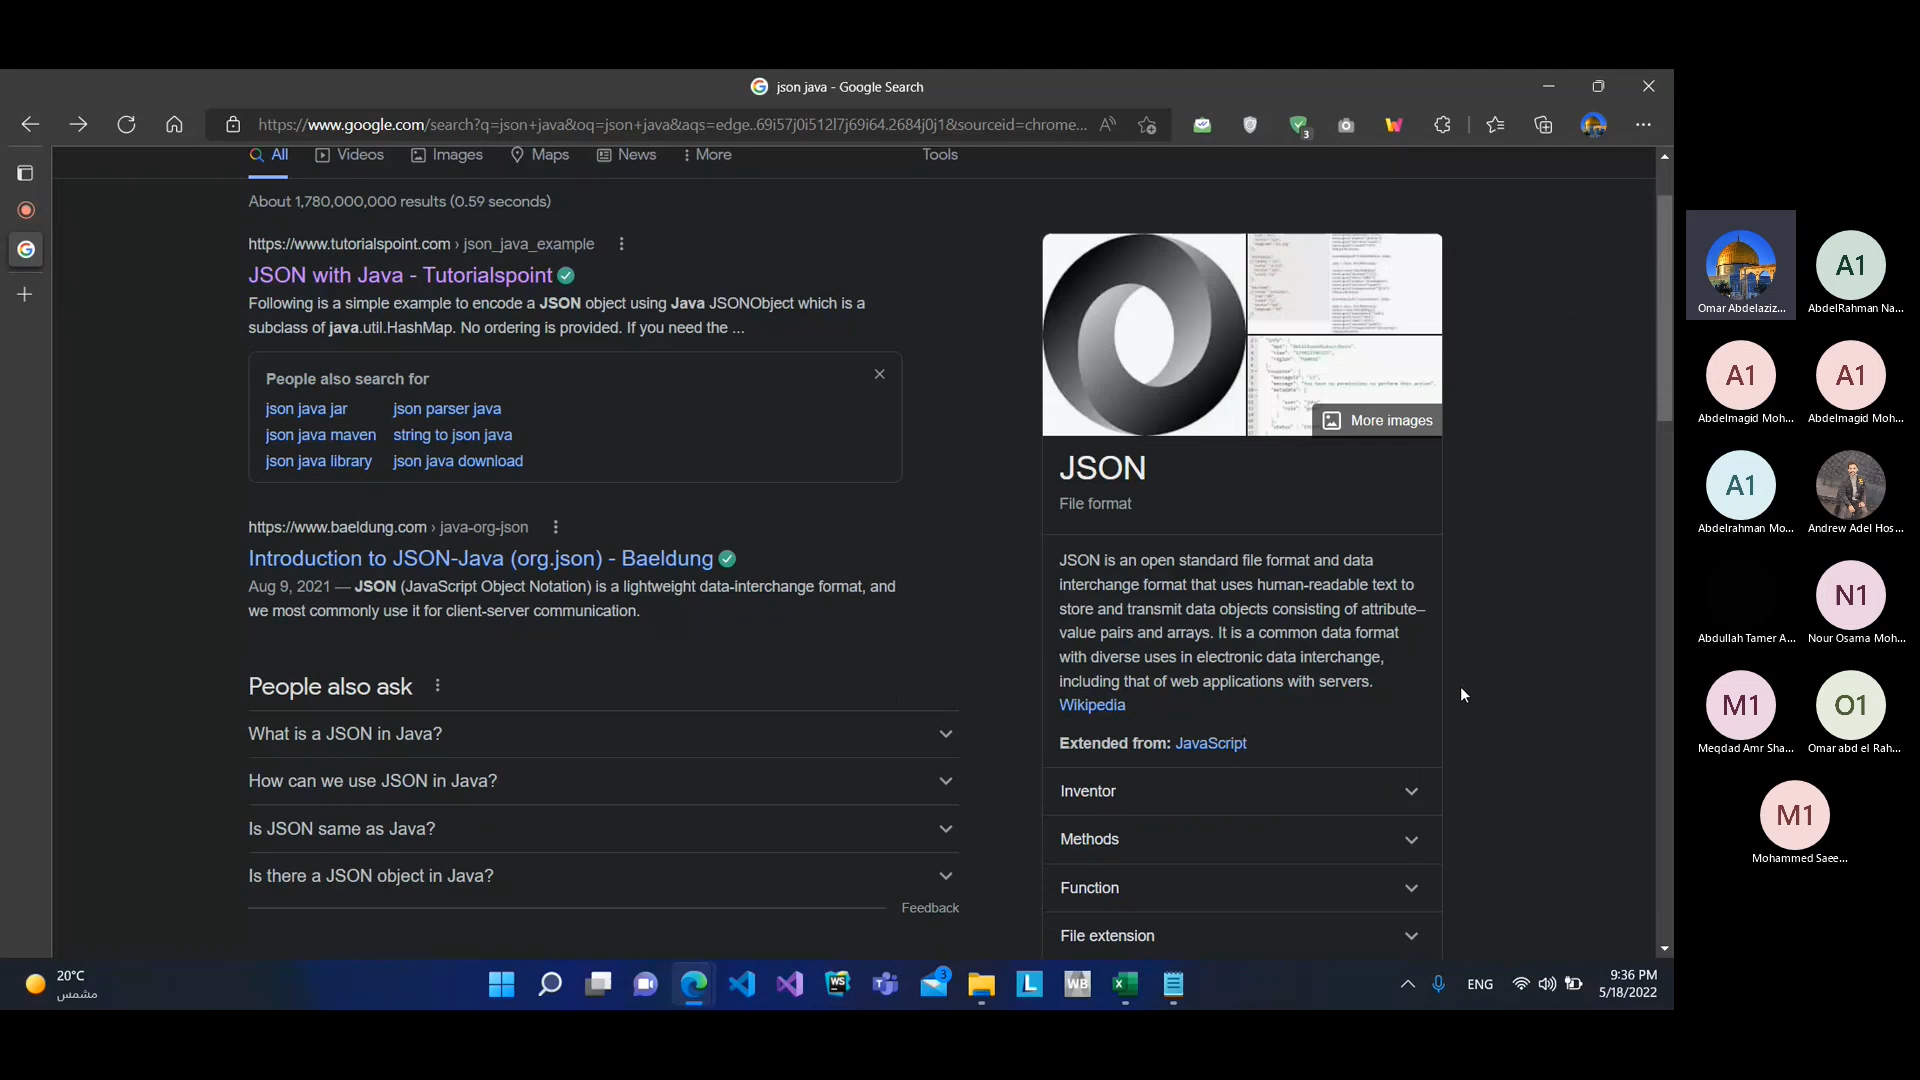 json java - Google Search
https://www.google.com/search?q=json+java&oq=json+java&aqs=edge..69i57j0i512l7j69i64.2684j0j1&sourceid=chrome...
3
All
Videos
Images
Maps
News
More
Tools
About 1,780,000,000 results (0.59 seconds)
https://www.tutorialspoint.com › json_java_example
JSON with Java - Tutorialspoint
Following is a simple example to encode a JSON object using Java JSONObject which is a
subclass of java.util.HashMap. No ordering is provided. If you need the ...
People also search for
json java jar
json parser java
json java maven
string to json java
json java library
json java download
https://www.baeldung.com › java-org-json
Introduction to JSON-Java (org.json) - Baeldung
Aug 9, 2021 — JSON (JavaScript Object Notation) is a lightweight data-interchange format, and
we most commonly use it for client-server communication.
People also ask
What is a JSON in Java?
How can we use JSON in Java?
Is JSON same as Java?
Is there a JSON object in Java?
Feedback
More images
JSON
File format
JSON is an open standard file format and data
interchange format that uses human-readable text to
store and transmit data objects consisting of attribute–
value pairs and arrays. It is a common data format
with diverse uses in electronic data interchange,
including that of web applications with servers.
Wikipedia
Extended from: JavaScript
Inventor
Methods
Function
File extension
20°C
مشمس
WS
3
L
WB
X
ENG
9:36 PM
5/18/2022
Omar Abdelaziz...
A1
AbdelRahman Na...
A1
Abdelmagid Moh...
A1
Abdelmagid Moh...
A1
Abdelrahman Mo...
Andrew Adel Hos...
Abdullah Tamer A...
N1
Nour Osama Moh...
M1
Meqdad Amr Sha...
O1
Omar abd el Rah...
M1
Mohammed Saee...